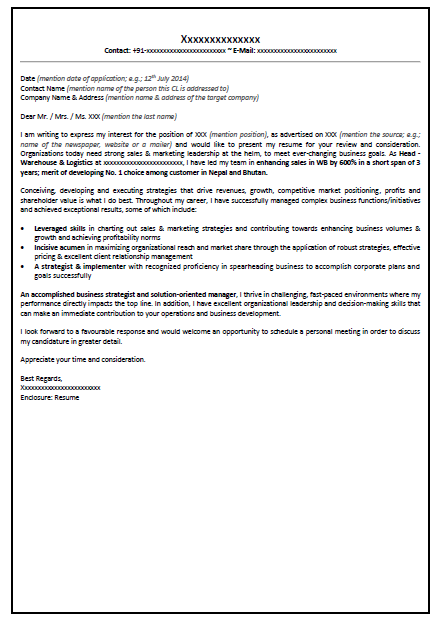 Xxxxxxxxxxxxxx
Contact: +91-xxxxxxxxxxxxxxxxxxxxxxxx ~ E-Mail: xxxxxxxxxxxxxxxxxxxxxxxx
Date (mention date of application; e.g.; 12th July 2014)
Contact Name (mention name of the person this CL is addressed to)
Company Name & Address (mention name & address of the target company)
Dear Mr. / Mrs. / Ms. XXX (mention the last name)
I am writing to express my interest for the position of XXX (mention position), as advertised on XXX (mention the source; e.g.;
name of the newspaper, website or a mailer) and would like to present my resume for your review and consideration.
Organizations today need strong sales & marketing leadership at the helm, to meet ever-changing business goals. As Head -
Warehouse & Logistics at xxxxxxxxxxxxxxxxxxxxxxxx, I have led my team in enhancing sales in WB by 600% in a short span of 3
years; merit of developing No. 1 choice among customer in Nepal and Bhutan.
Conceiving, developing and executing strategies that drive revenues, growth, competitive market positioning, profits and
shareholder value is what I do best. Throughout my career, I have successfully managed complex business functions/initiatives
and achieved exceptional results, some of which include:
• Leveraged skills in charting out sales & marketing strategies and contributing towards enhancing business volumes &
growth and achieving profitability norms
• Incisive acumen in maximizing organizational reach and market share through the application of robust strategies, effective
pricing & excellent client relationship management
• A strategist & implementer with recognized proficiency in spearheading business to accomplish corporate plans and
goals successfully
An accomplished business strategist and solution-oriented manager, I thrive in challenging, fast-paced environments where my
performance directly impacts the top line. In addition, I have excellent organizational leadership and decision-making skills that
can make an immediate contribution to your operations and business development.
I look forward to a favourable response and would welcome an opportunity to schedule a personal meeting in order to discuss
my candidature in greater detail.
Appreciate your time and consideration.
Best Regards,
Xxxxxxxxxxxxxxxxxxxxxxxx
Enclosure: Resume